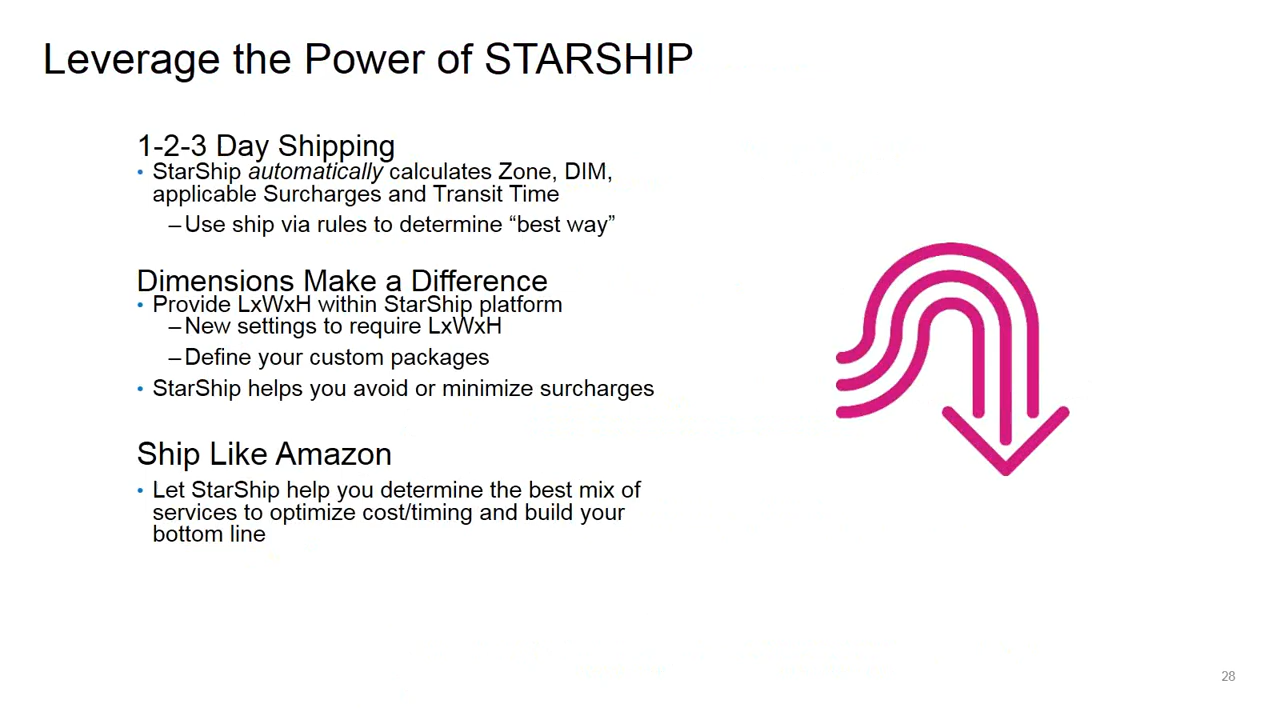 Leverage the Power of STARSHIP
1-2-3 Day Shipping
• StarShip automatically calculates Zone, DIM,
applicable Surcharges and Transit Time
–Use ship via rules to determine “best way”
Dimensions Make a Difference
• Provide LxWxH within StarShip platform
–New settings to require LxWxH
–Define your custom packages
• StarShip helps you avoid or minimize surcharges
Ship Like Amazon
• Let StarShip help you determine the best mix of
services to optimize cost/timing and build your
bottom line
28